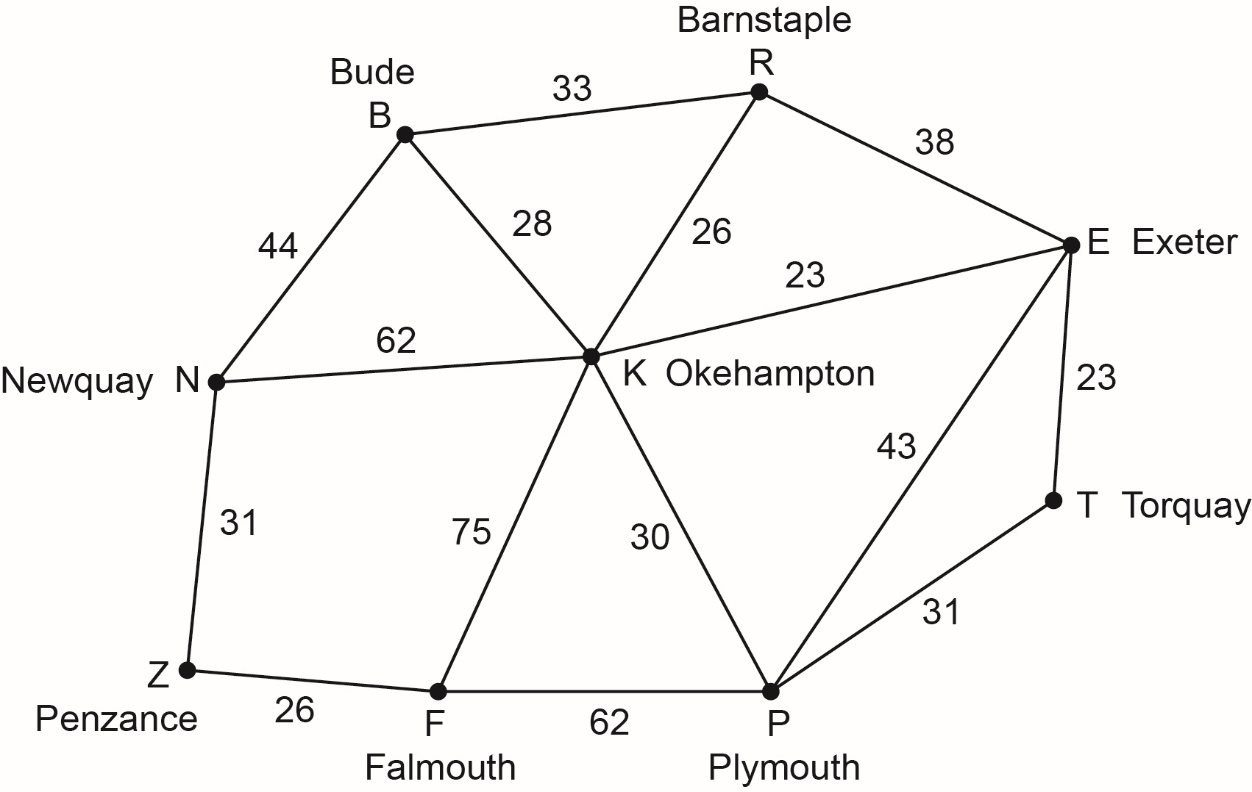 Barnstaple
R
Bude
B
33
38
44
28
26
E Exeter
23
62
Newquay N
K Okehampton
23
43
31
75
30
T Torquay
31
Z
Penzance
26
F
Falmouth
62
P
Plymouth